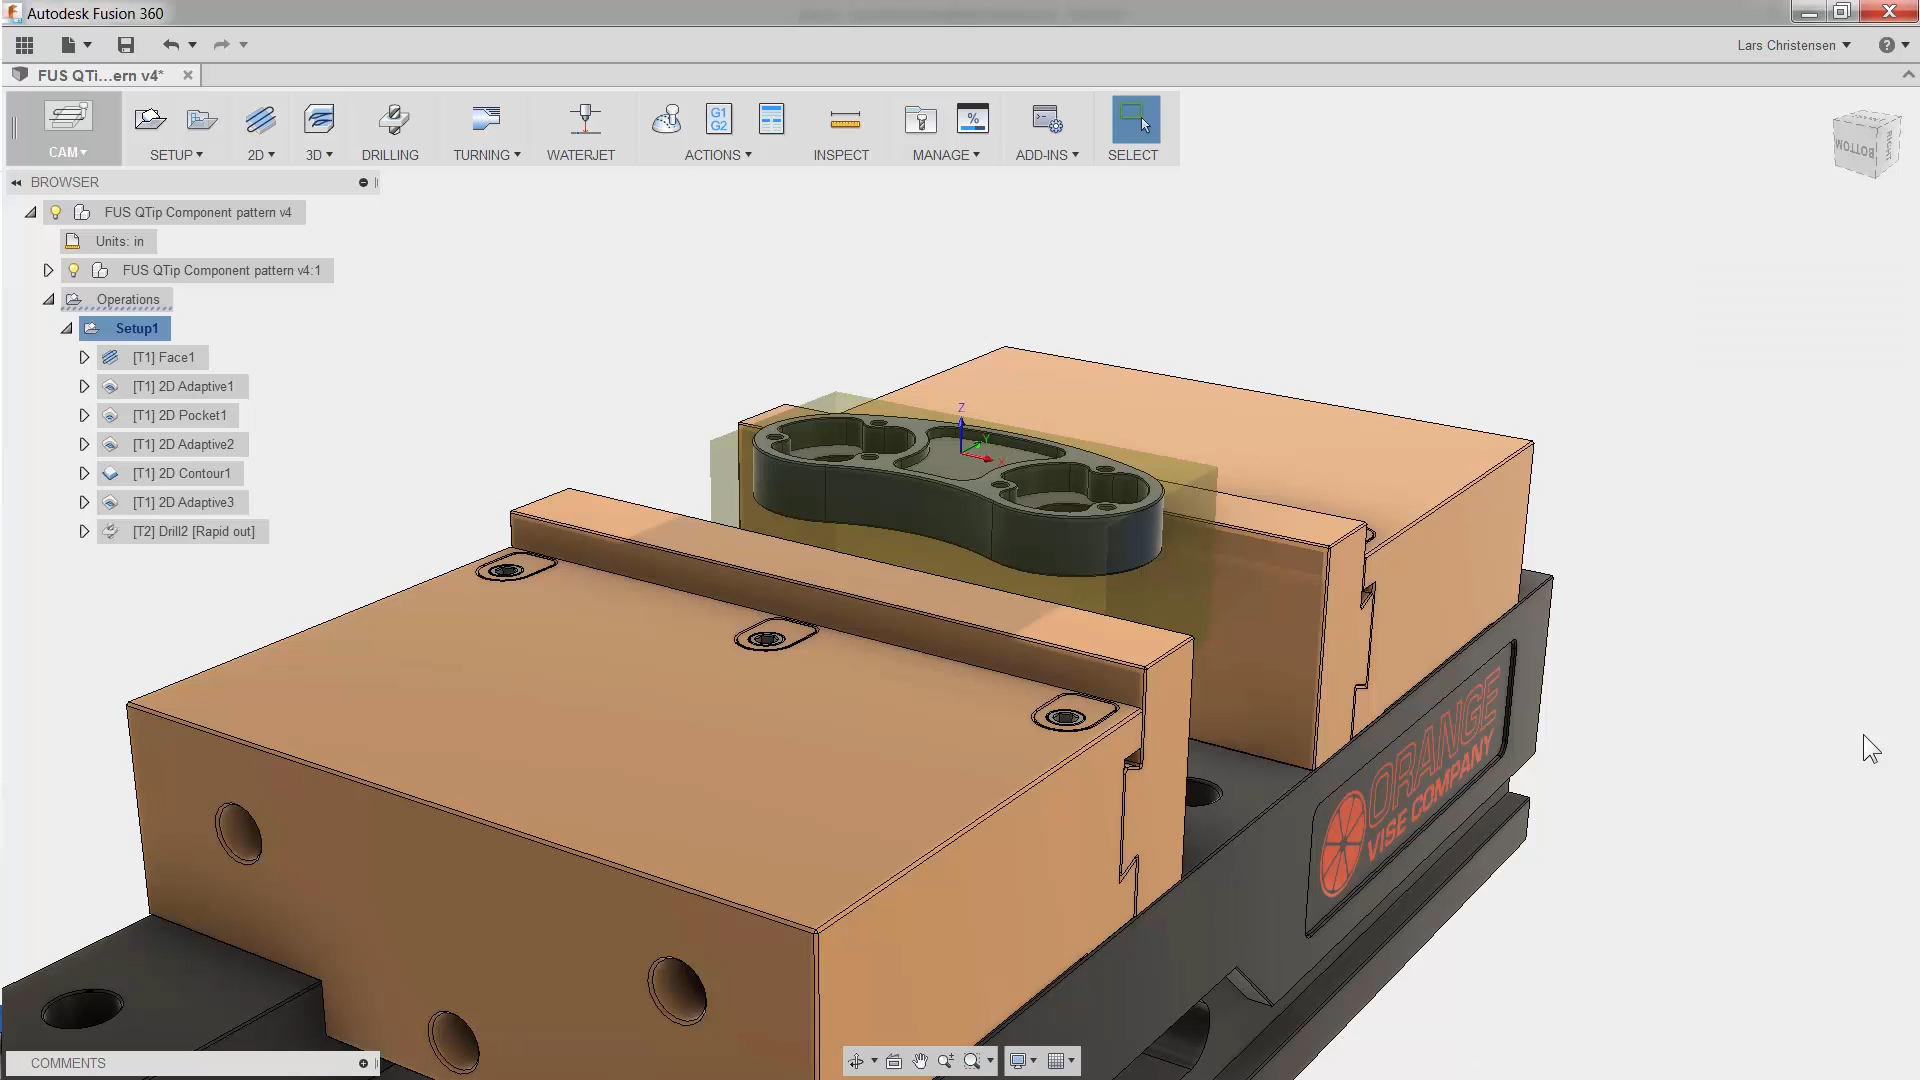 Autodesk Fusion 360
Lars Christensen
FUS QTi...ern v4*
CAM
SETUP
2D
3D
DRILLING
TURNING
WATERJET
G1
G2
ACTIONS
INSPECT
MANAGE
%
ADD-INS
SELECT
BOTTOM
RIGHT
BROWSER
FUS QTip Component pattern v4
Units: in
FUS QTip Component pattern v4:1
Operations
Setup1
[T1] Face1
[T1] 2D Adaptive1
[T1] 2D Pocket1
[T1] 2D Adaptive2
[T1] 2D Contour1
[T1] 2D Adaptive3
[T2] Drill2 [Rapid out]
Z
Y
X
ORANGE
VISE COMPANY
COMMENTS